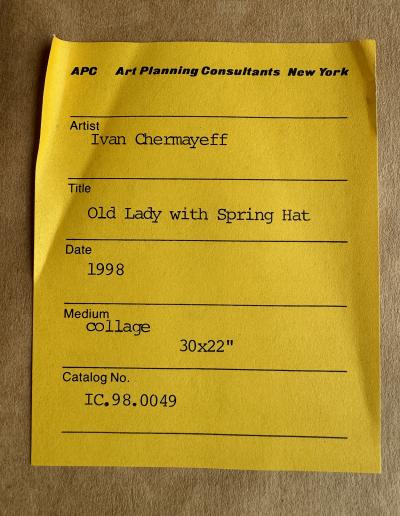 APC Art Planning Consultants New York
Artist
Ivan Chermayeff
Title
Old Lady with Spring Hat
Date
1998
Medium
collage
30x22"
Catalog No.
IC.98.0049